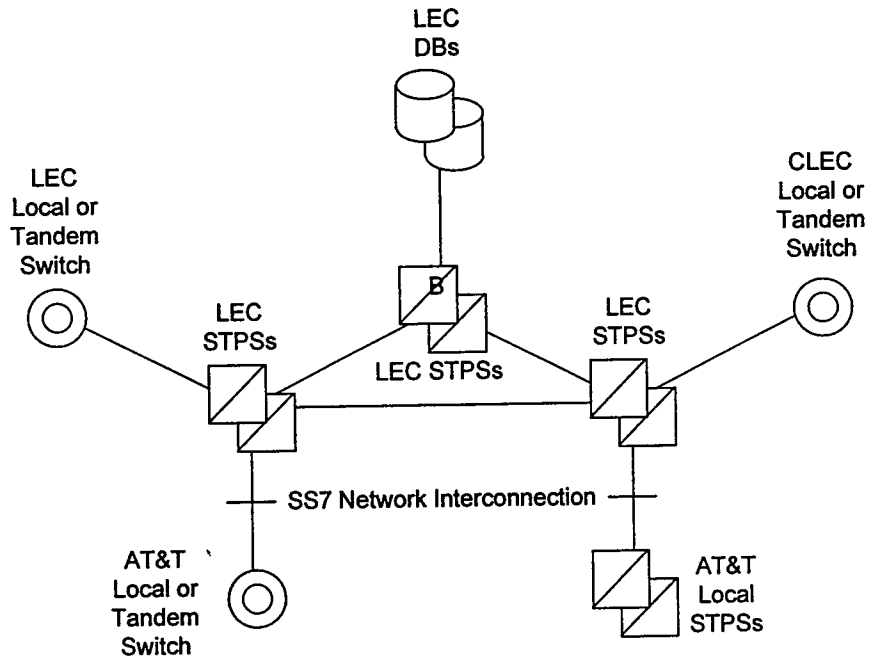 LEC
DBs
LEC
Local or
Tandem
Switch
CLEC
Local or
Tandem
Switch
LEC
STPSs
B
LEC STPSs
LEC
STPSs
SS7 Network Interconnection
AT&T
Local or
Tandem
Switch
AT&T
Local
STPSs